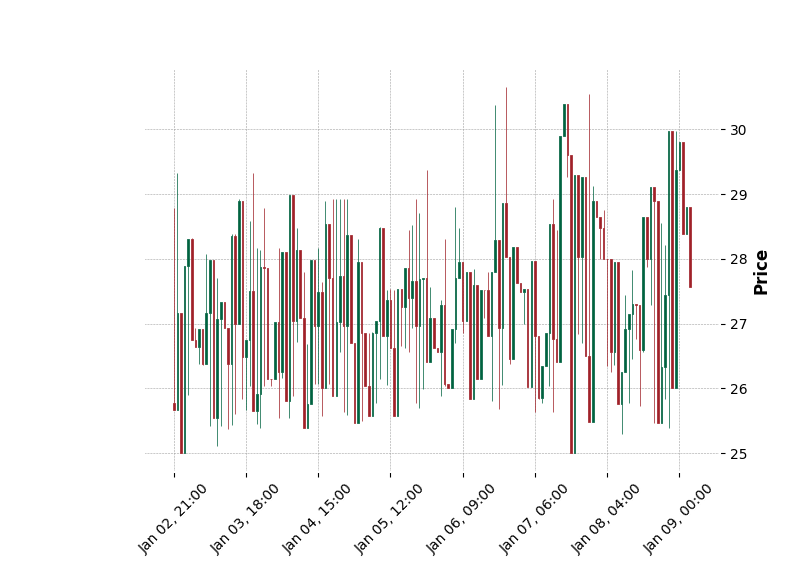 30
29
28
27
26
25
Price
Jan 02, 21:00
Jan 03, 18:00
Jan 04, 15:00
Jan 05, 12:00
Jan 06, 09:00
Jan 07, 06:00
Jan 08, 04:00
Jan 09, 00:00